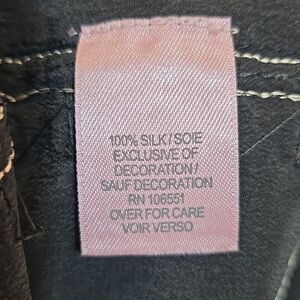 100% SILK/SOIE
EXCLUSIVE OF
DECORATION/
SAUF DECORATION
RN 106551
OVER FOR CARE
VOIR VERSO